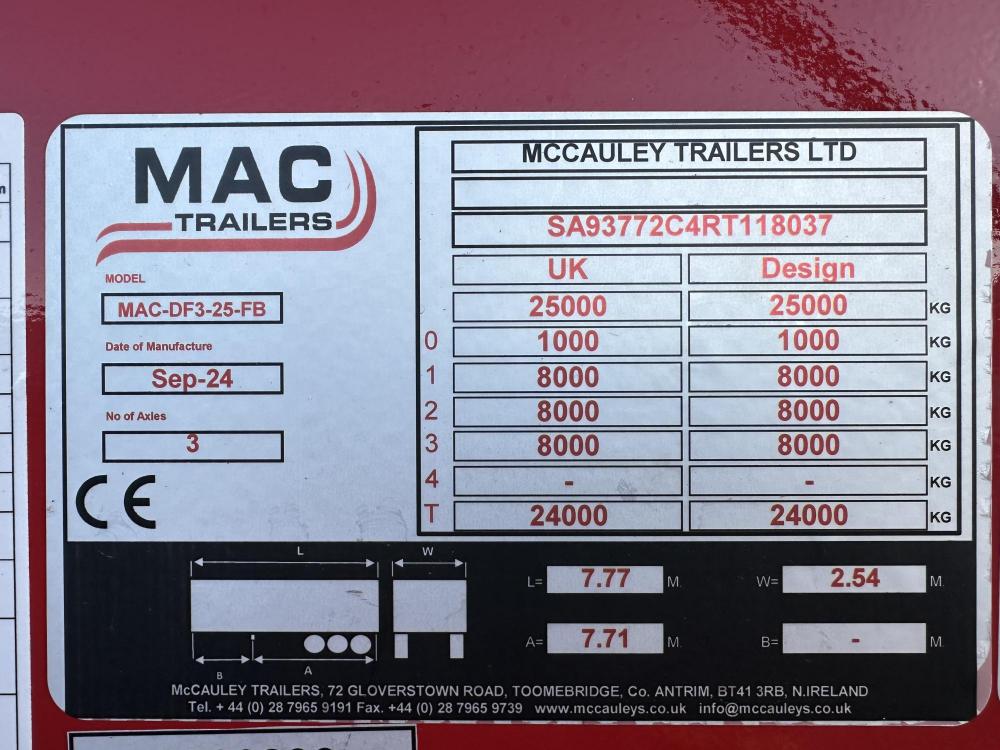 MAC
TRAILERS
MODEL
MAC-DF3-25-FB
Date of Manufacture
Sep-24
No of Axles
3
CE
MCCAULEY TRAILERS LTD
SA93772C4RT118037
UK Design
25000 25000 KG
0 1000 1000 KG
1 8000 8000 KG
2 8000 8000 KG
3 8000 8000 KG
4 - - KG
T 24000 24000 KG
L W
B A
L= 7.77 M. W= 2.54 M.
A= 7.71 M. B= - M.
McCAULEY TRAILERS, 72 GLOVERSTOWN ROAD, TOOMEBRIDGE, Co. ANTRIM, BT41 3RB, N.IRELAND
Tel. + 44 (0) 28 7965 9191 Fax. +44 (0) 28 7965 9739 www.mccauleys.co.uk info@mccauleys.co.uk